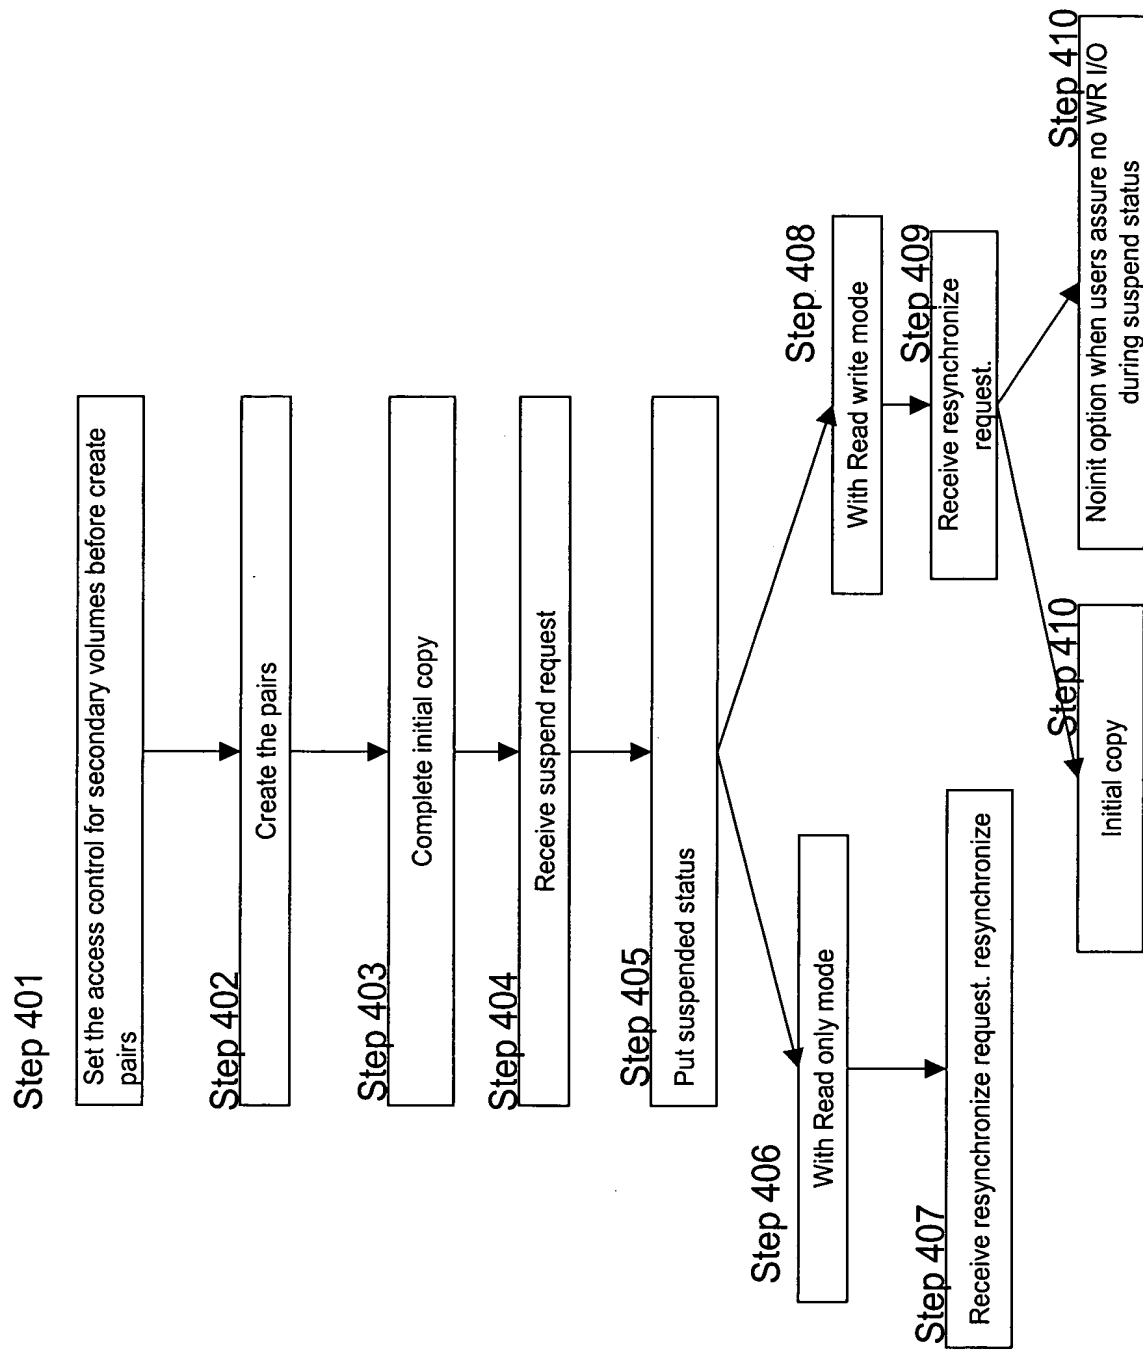 Step 401
Set the access control for secondary volumes before create
pairs
Step 402
Create the pairs
Step 403
Complete initial copy
Step 404
Receive suspend request
Step 405
Put suspended status
Step 406
With Read only mode
Step 407
Receive resynchronize request. resynchronize
Step 408
With Read write mode
Step 409
Receive resynchronize
request.
Step 410
Initial copy
Step 410
Noinit option when users assure no WR I/O
during suspend status